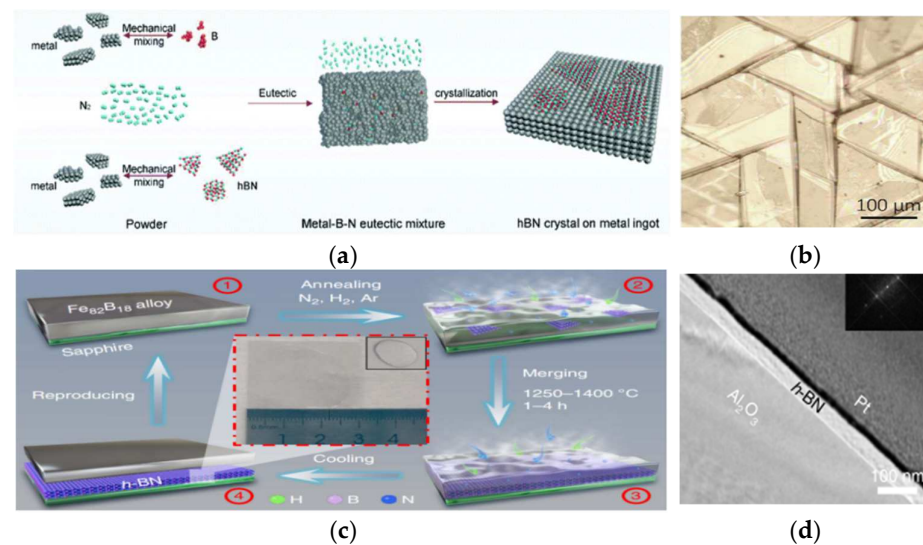 metal
Mechanical
mixing
B
N₂
Eutectic
crystallization
metal
Mechanical
mixing
hBN
Powder
Metal-B-N eutectic mixture
hBN crystal on metal ingot
(a)
100 µm
(b)
1
Fe₈₂B₁₈ alloy
Sapphire
Annealing
N₂, H₂, Ar
2
Reproducing
Merging
1250–1400 °C
1–4 h
1 2 3 4
h-BN
4
Cooling
H B N
3
(c)
Al₂O₃
h-BN
Pt
100 nm
(d)